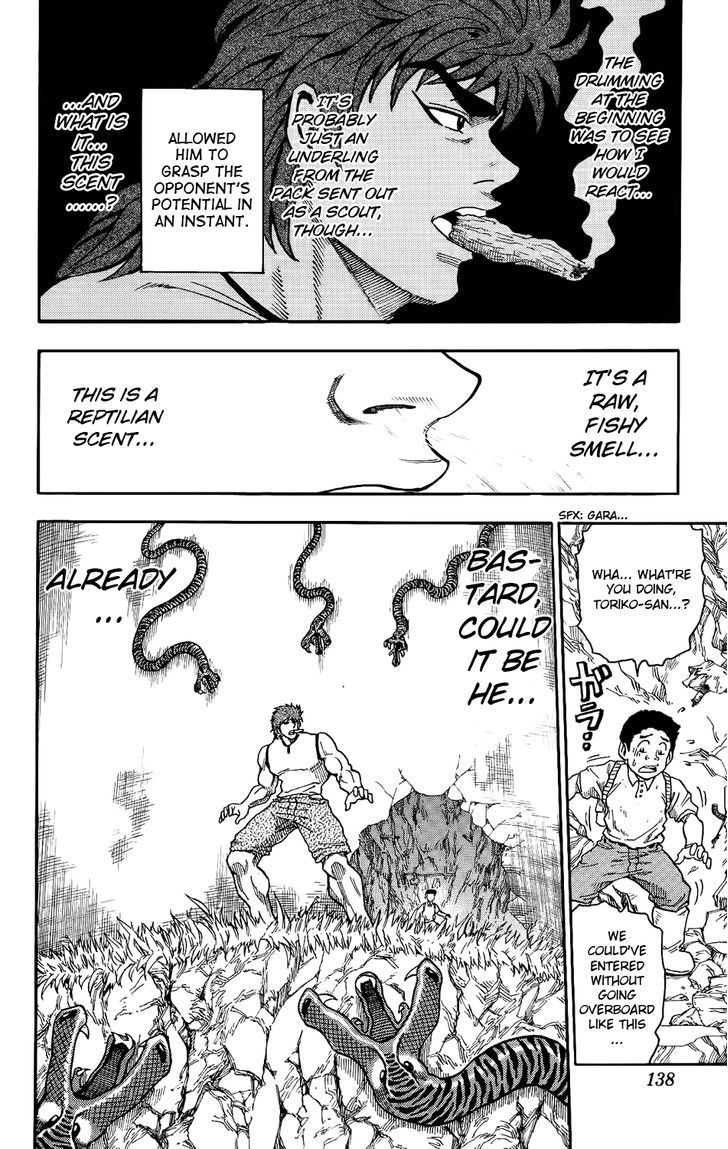 THE
DRUMMING
AT THE
BEGINNING
WAS TO SEE
HOW I
WOULD
REACT...
IT'S
PROBABLY
JUST AN
UNDERLING
FROM THE
PACK SENT OUT
AS A SCOUT,
THOUGH...
ALLOWED
HIM TO
GRASP THE
OPPONENT'S
POTENTIAL
IN AN
INSTANT.
...AND
WHAT IS
IT...
THIS
SCENT
......?
IT'S A
RAW,
FISHY
SMELL...
THIS IS A
REPTILIAN
SCENT...
SFX: GARA...
WHA... WHAT'RE
YOU DOING,
TORIKO-SAN...?
ガラ…
WE
COULD'VE
ENTERED
WITHOUT
GOING
OVERBOARD
LIKE THIS
...
BAS-
TARD,
COULD
IT BE
HE...
ALREADY
...
138